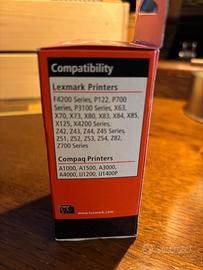 Compatibility
Lexmark Printers
F4200 Series, P122, P700
Series, P3100 Series, X63,
X70, X73, X80, X83, X84, X85,
X125, X4200 Series,
Z42, Z43, Z44, Z45 Series,
Z51, Z52, Z53, Z54, Z82,
Z700 Series
Compaq Printers
A1000, A1500, A3000,
A4000, IJ1200, IJ1400P
www.lexmark.com
Subito.it